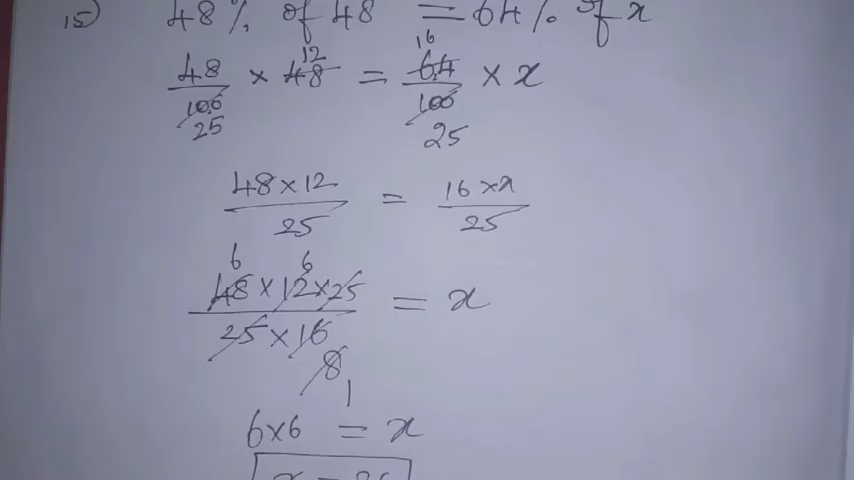 15) 48% of 48 = 64% of x
48/100 × 48 = 64/100 × x
12 16
25 25
48×12/25 = 16×x/25
48×12×25/25×16 = x
6 6
8
1
6×6 = x